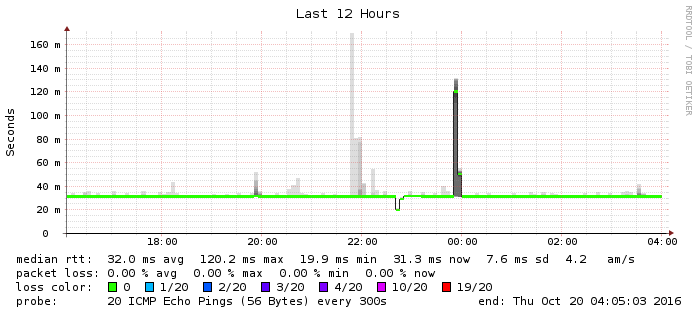 Last 12 Hours
RRDTOOL / TOBI OETIKER
Seconds
160 m
140 m
120 m
100 m
80 m
60 m
40 m
20 m
0
18:00 20:00 22:00 00:00 02:00 04:00
median rtt: 32.0 ms avg 120.2 ms max 19.9 ms min 31.3 ms now 7.6 ms sd 4.2 am/s
packet loss: 0.00 % avg 0.00 % max 0.00 % min 0.00 % now
loss color: 0 1/20 2/20 3/20 4/20 10/20 19/20
probe: 20 ICMP Echo Pings (56 Bytes) every 300s end: Thu Oct 20 04:05:03 2016